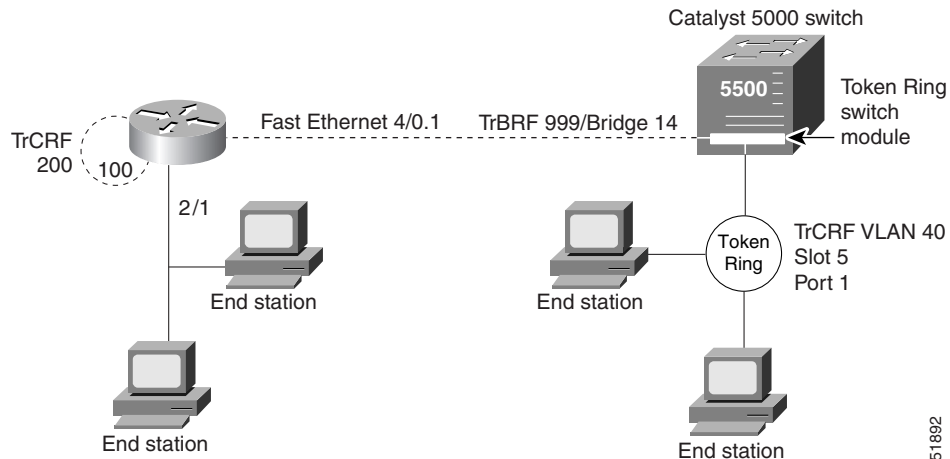 Catalyst 5000 switch
5500
Token Ring
switch
module
Fast Ethernet 4/0.1
TrBRF 999/Bridge 14
TrCRF
200
100
2/1
End station
End station
End station
Token
Ring
TrCRF VLAN 40
Slot 5
Port 1
End station
51892